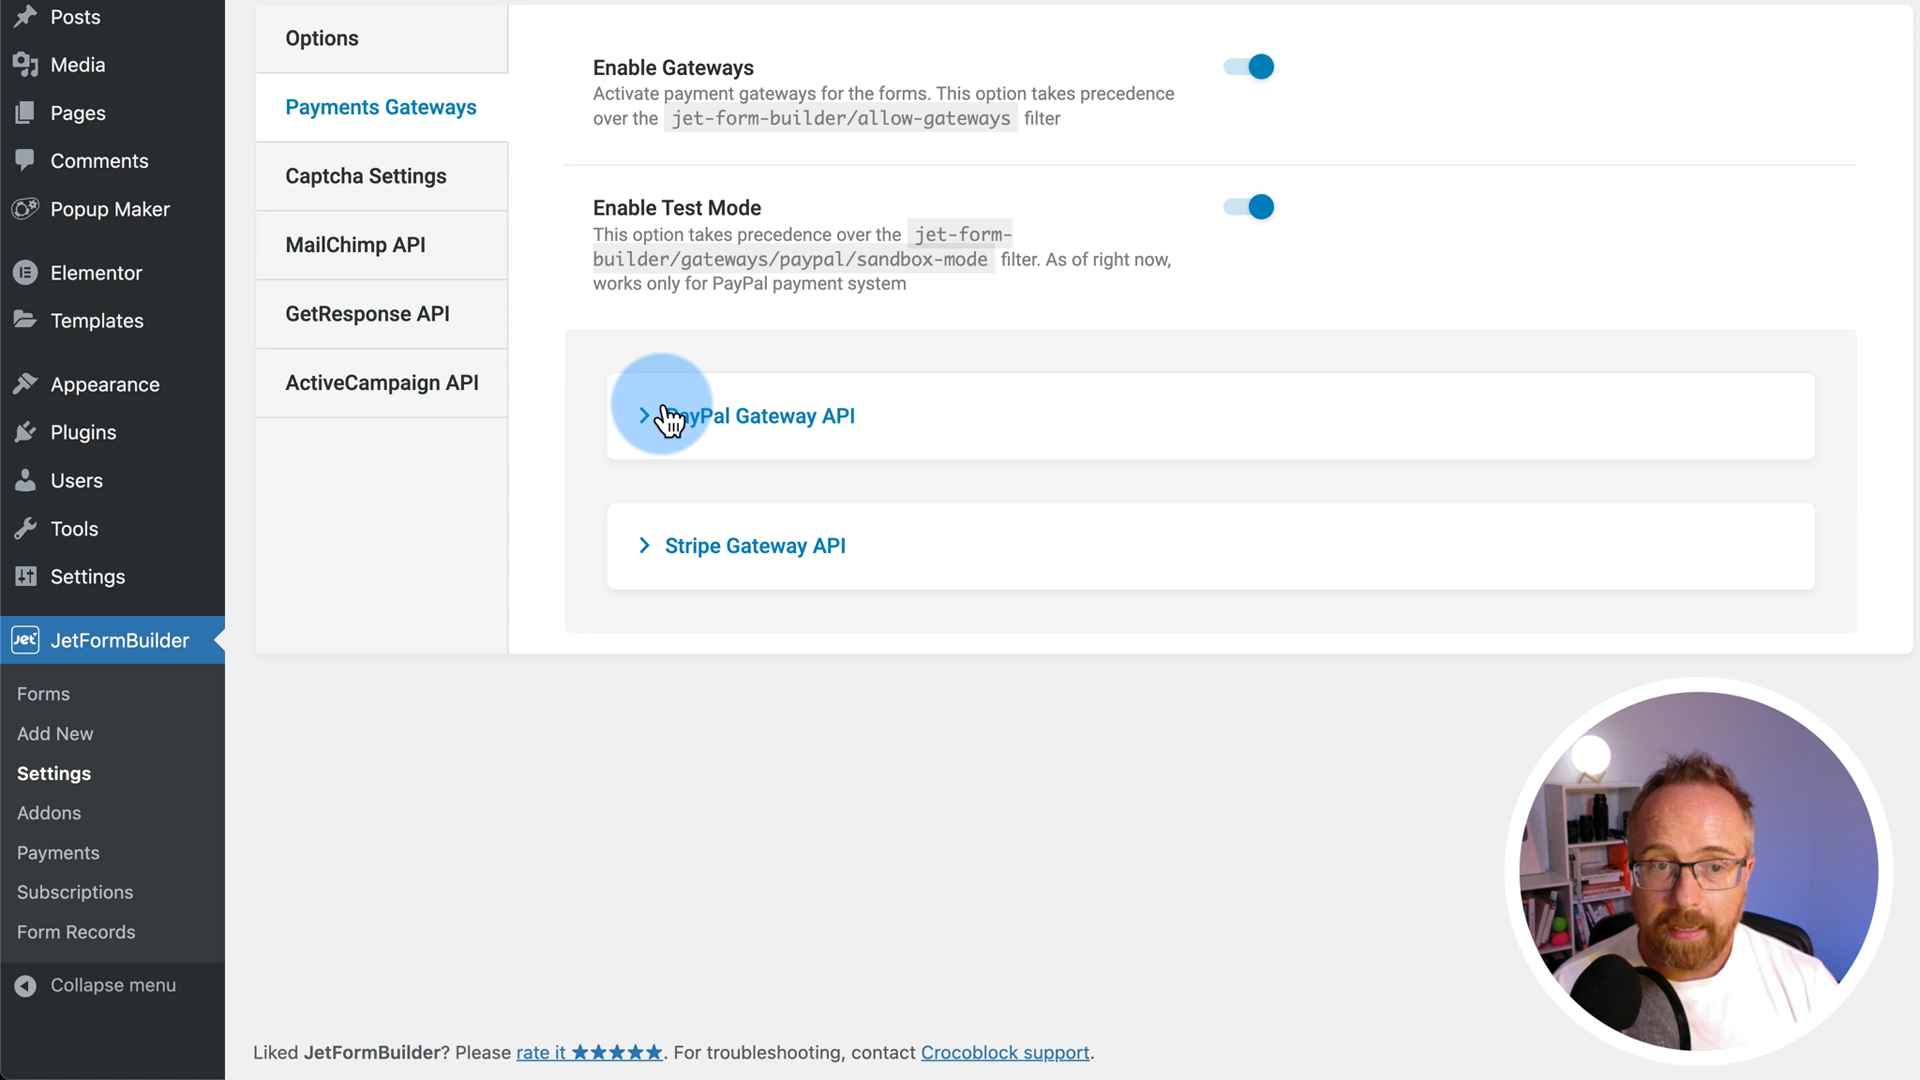 Posts
Media
Pages
Comments
Popup Maker
Elementor
Templates
Appearance
Plugins
Users
Tools
Settings
Jet
JetFormBuilder
Forms
Add New
Settings
Addons
Payments
Subscriptions
Form Records
Collapse menu
Options
Payments Gateways
Captcha Settings
MailChimp API
GetResponse API
ActiveCampaign API
Enable Gateways
Activate payment gateways for the forms. This option takes precedence
over the jet-form-builder/allow-gateways filter
Enable Test Mode
This option takes precedence over the jet-form-
builder/gateways/paypal/sandbox-mode filter. As of right now,
works only for PayPal payment system
PayPal Gateway API
Stripe Gateway API
Liked JetFormBuilder? Please rate it ★★★★★. For troubleshooting, contact Crocoblock support.